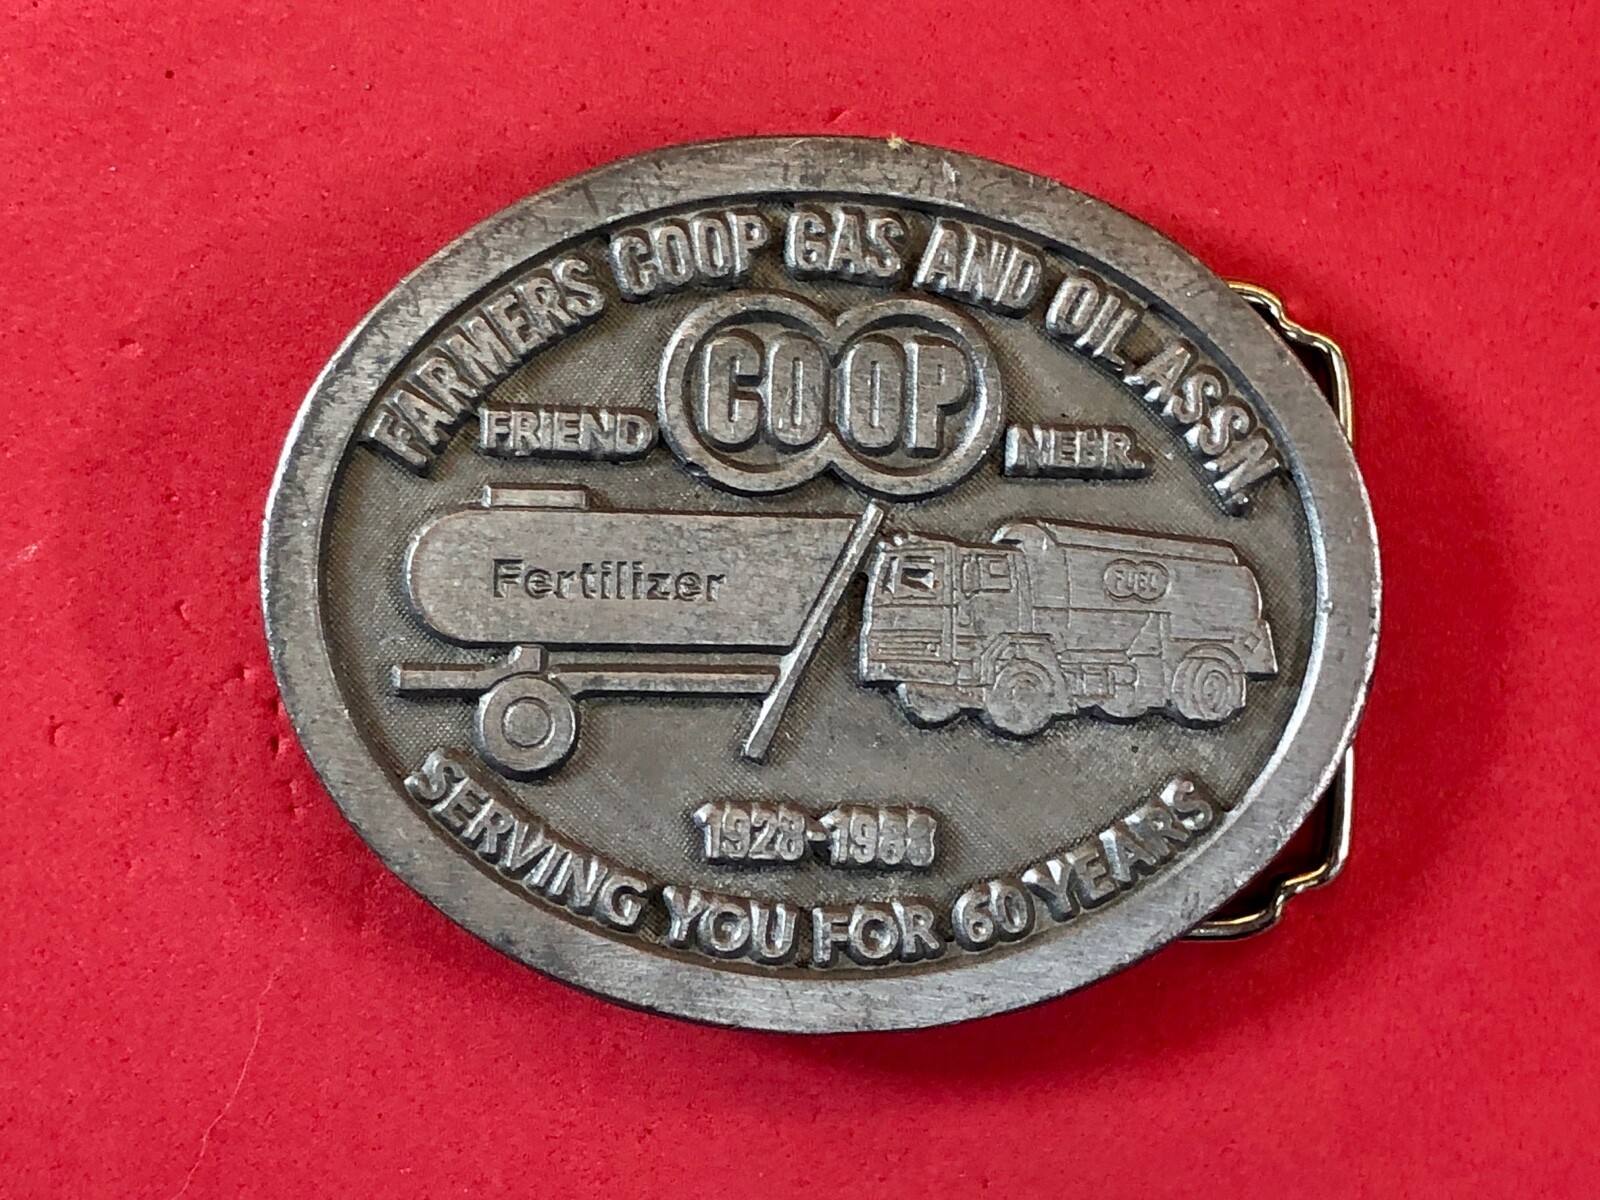 FARMERS COOP GAS AND OIL ASSN.
COOP
FRIEND NEBR.
Fertilizer
FUEL
1928-1988
SERVING YOU FOR 60 YEARS